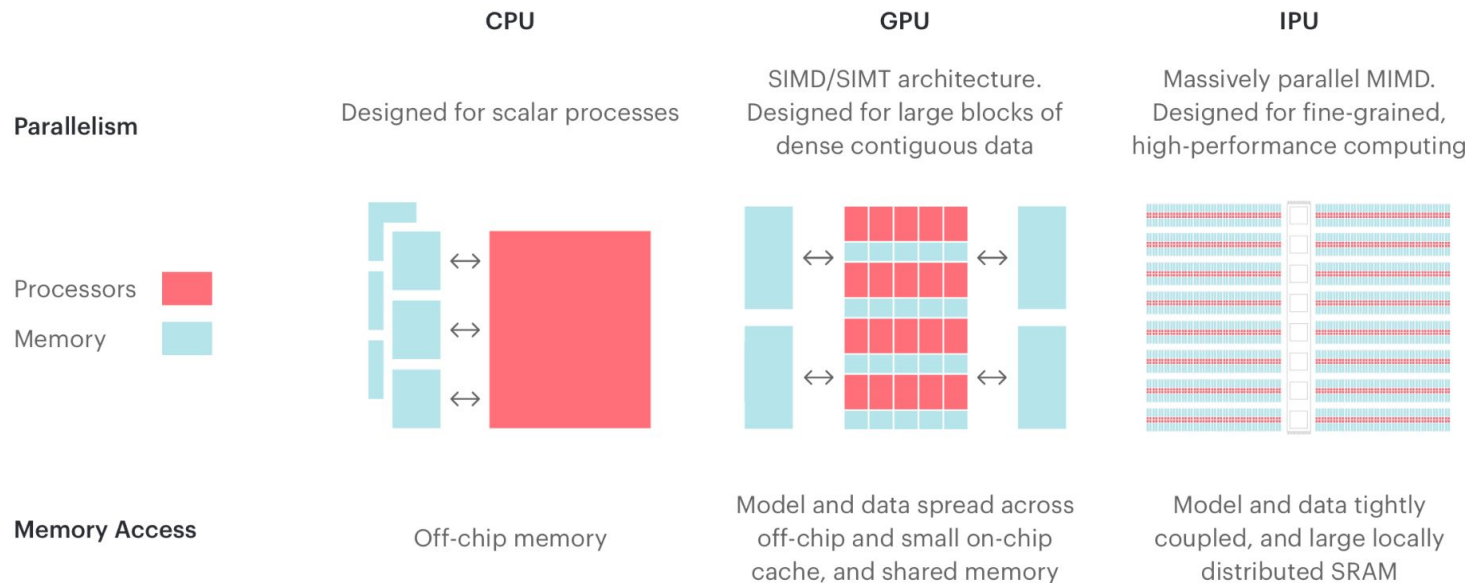 CPU
GPU
IPU
Parallelism
Designed for scalar processes
SIMD/SIMT architecture.
Designed for large blocks of
dense contiguous data
Massively parallel MIMD.
Designed for fine-grained,
high-performance computing
Processors
Memory
Memory Access
Off-chip memory
Model and data spread across
off-chip and small on-chip
cache, and shared memory
Model and data tightly
coupled, and large locally
distributed SRAM